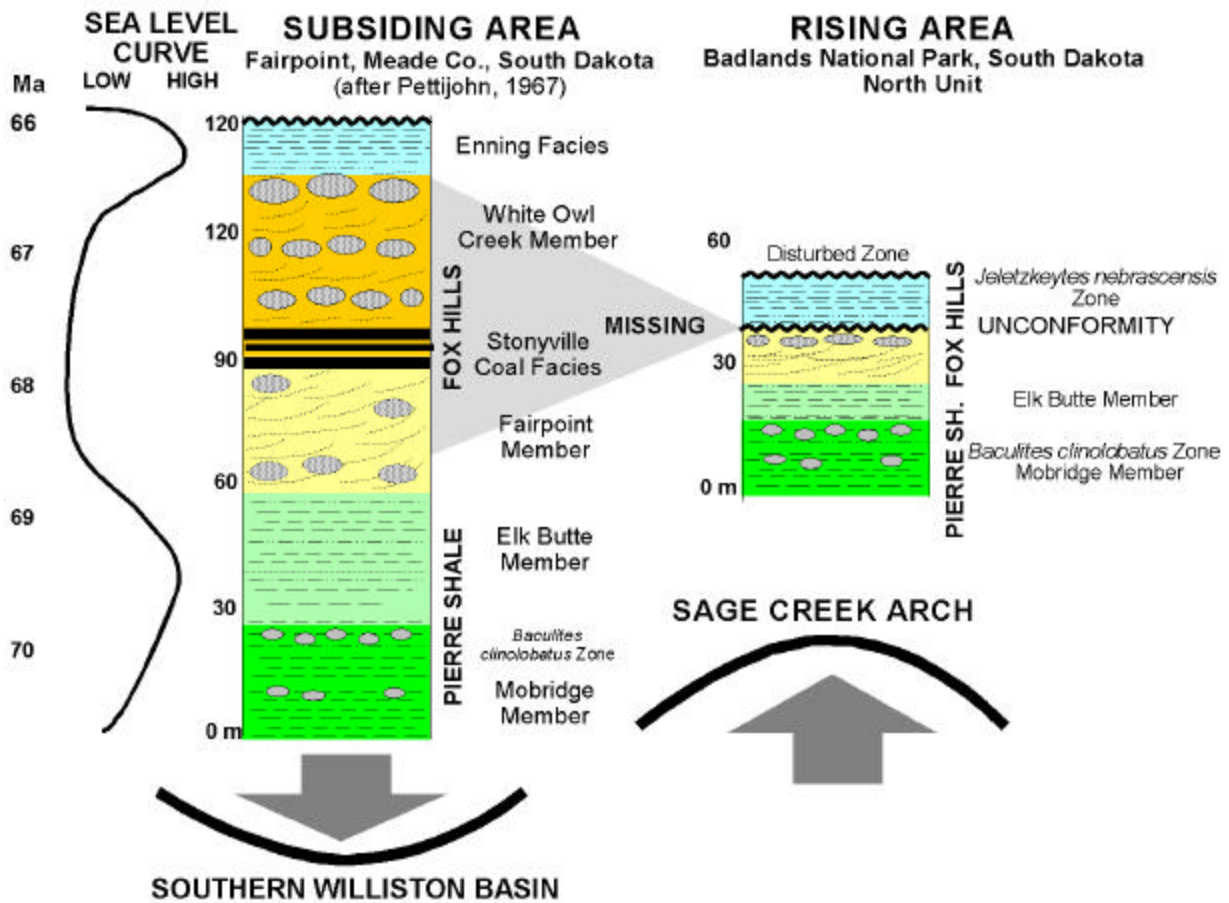 SEA LEVEL
CURVE
LOW HIGH
Ma
66
67
68
69
70
SUBSIDING AREA
Fairpoint, Meade Co., South Dakota
(after Pettijohn, 1967)
120
120
90
60
30
0 m
Enning Facies
White Owl
Creek Member
Stonyville
Coal Facies
Fairpoint
Member
Elk Butte
Member
Baculites
clinolobatus Zone
Mobridge
Member
FOX HILLS
PIERRE SHALE
MISSING
RISING AREA
Badlands National Park, South Dakota
North Unit
60
30
0 m
Disturbed Zone
Jeletzkeytes nebrascensis
Zone
UNCONFORMITY
Elk Butte Member
Baculites clinolobatus Zone
Mobridge Member
FOX HILLS
PIERRE SH.
SAGE CREEK ARCH
SOUTHERN WILLISTON BASIN